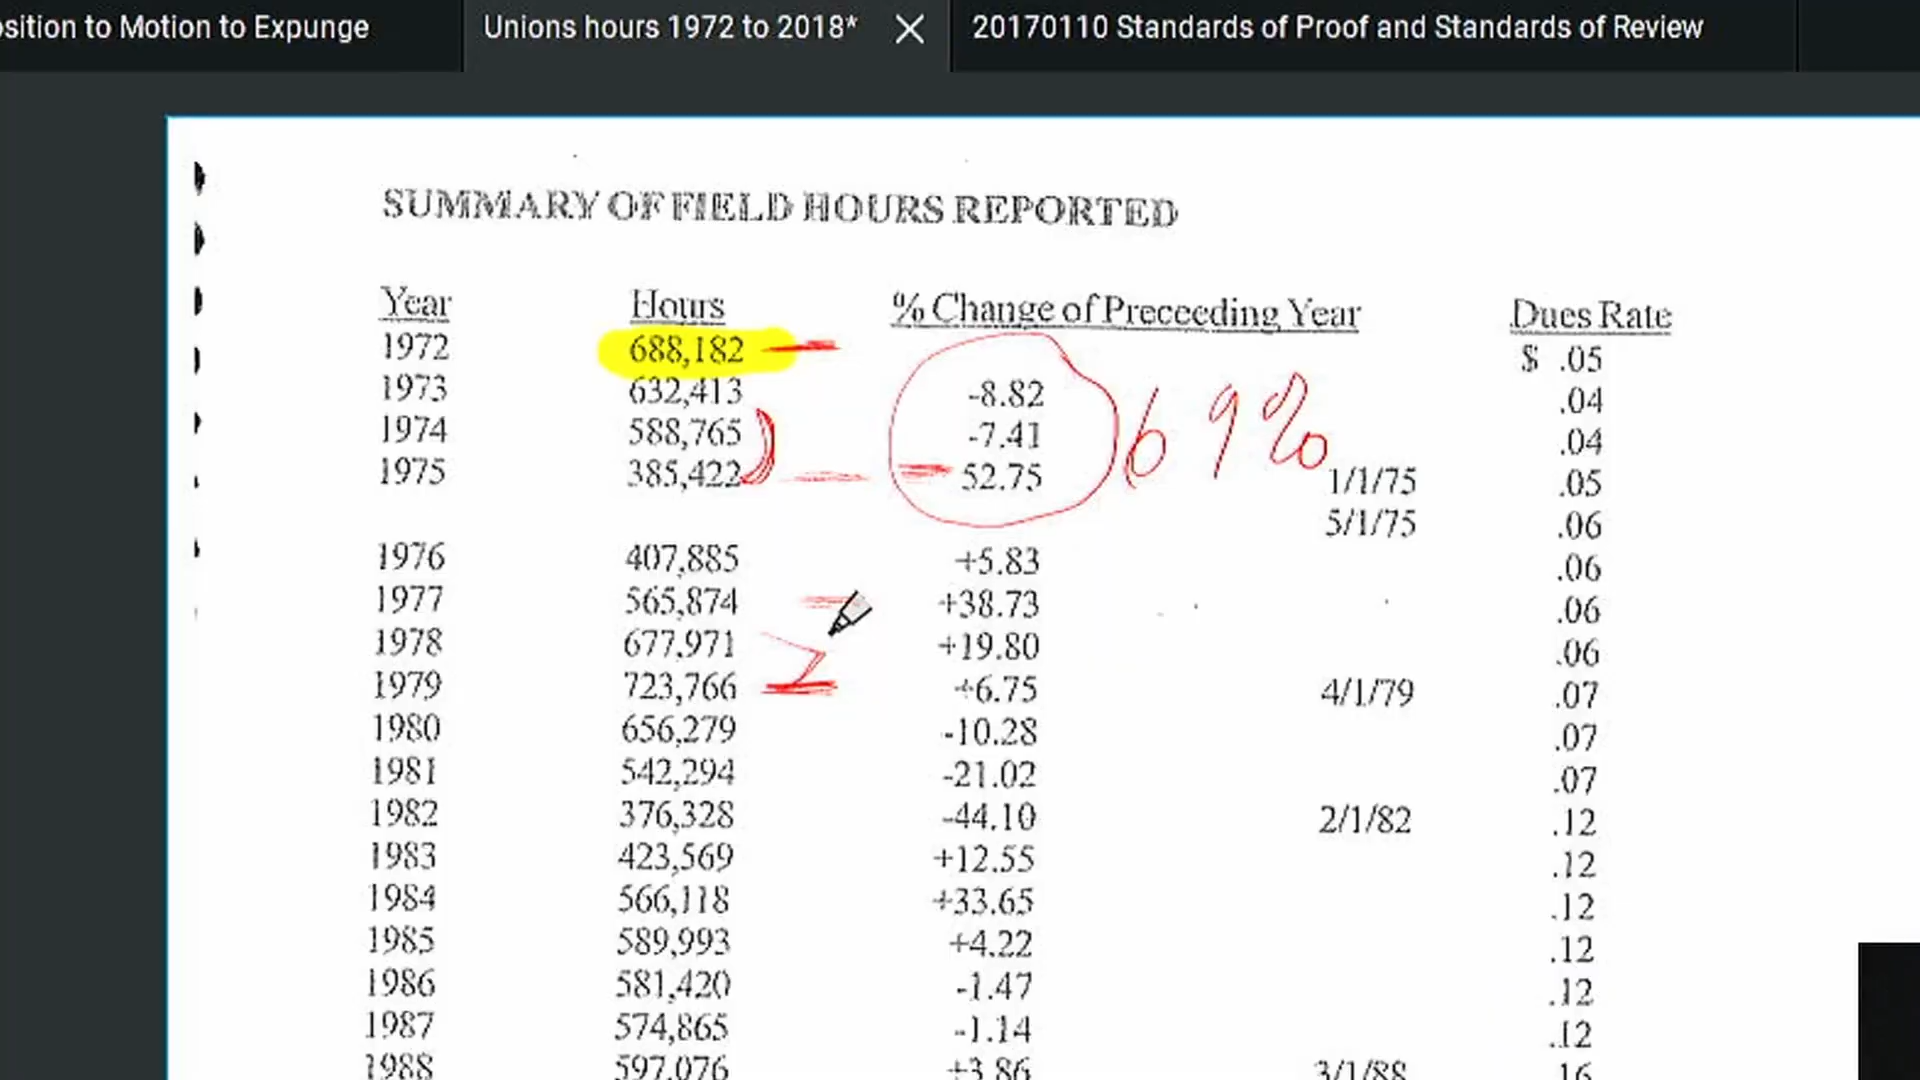 sition to Motion to Expunge
Unions hours 1972 to 2018*
20170110 Standards of Proof and Standards of Review
SUMMARY OF FIELD HOURS REPORTED
Year Hours % Change of Preceeding Year Dues Rate
1972 688,182 $ .05
1973 632,413 -8.82 .04
1974 588,765 -7.41 .04
1975 385,422 52.75 1/1/75 .05
5/1/75 .06
69%
1976 407,885 +5.83 .06
1977 565,874 +38.73 .06
1978 677,971 +19.80 .06
1979 723,766 +6.75 4/1/79 .07
1980 656,279 -10.28 .07
1981 542,294 -21.02 .07
1982 376,328 -44.10 2/1/82 .12
1983 423,569 +12.55 .12
1984 566,118 +33.65 .12
1985 589,993 +4.22 .12
1986 581,420 -1.47 .12
1987 574,865 -1.14 .12
1988 597,076 +3.86 3/1/88 .16